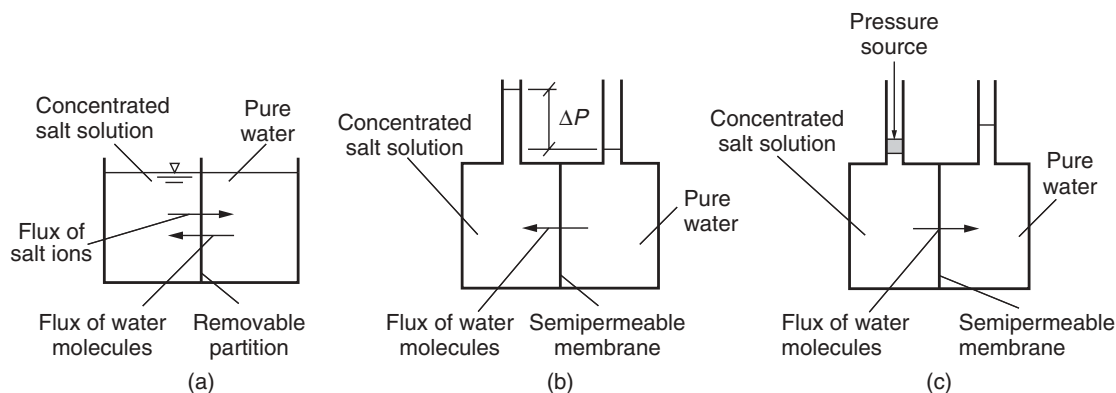 Concentrated
salt solution
Pure
water
Flux of
salt ions
Flux of water
molecules
Removable
partition
(a)
Concentrated
salt solution
ΔP
Pure
water
Flux of water
molecules
Semipermeable
membrane
(b)
Pressure
source
Concentrated
salt solution
Pure
water
Flux of water
molecules
Semipermeable
membrane
(c)